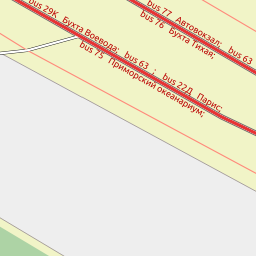 bus 77 Автовокзал; bus 63
bus 76 Бухта Тихая;
bus 29К Бухта Воевода; bus 63 ; bus 22Д Парис;
bus 75 Приморский океанариум;